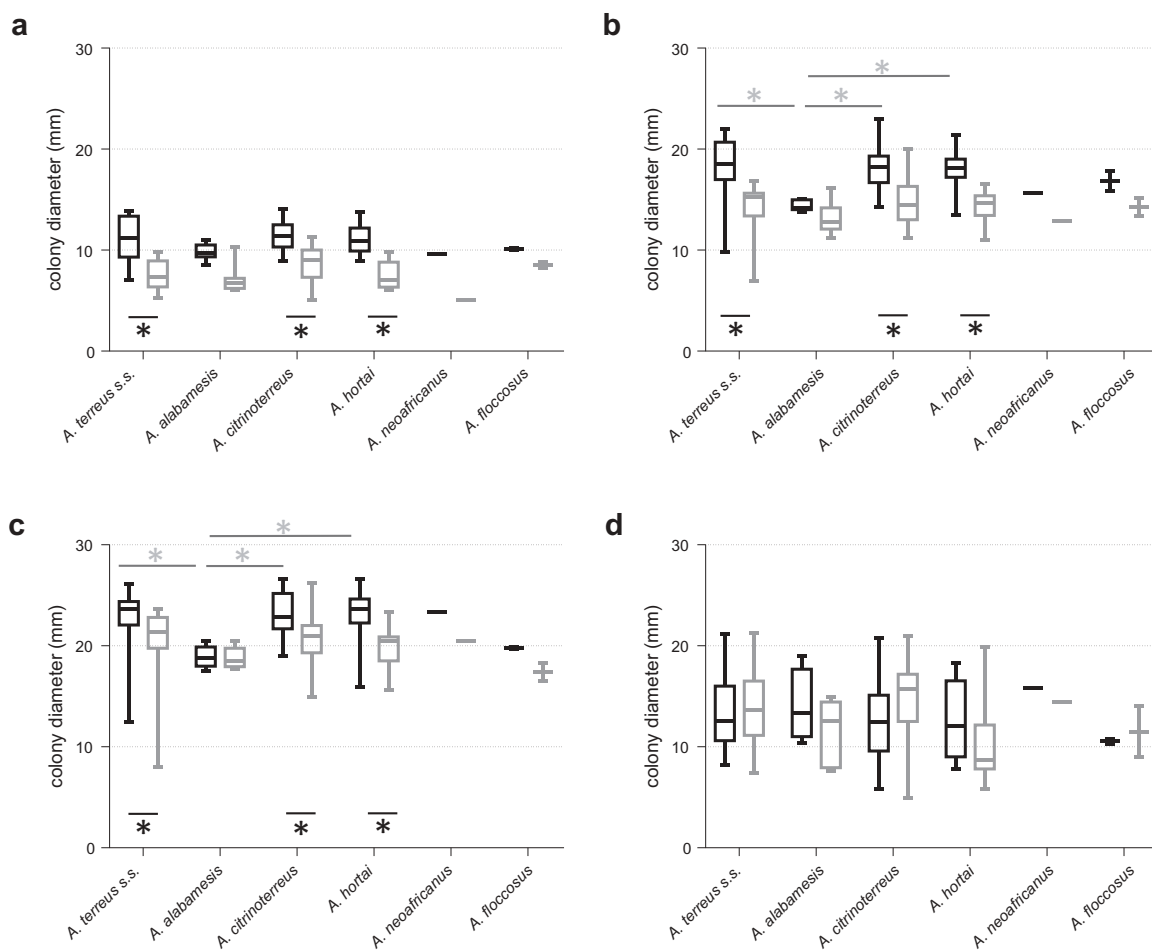 a
30
20
10
0
colony diameter (mm)
*
*
*
A. terreus s.s.
A. alabamesis
A. citrinoterreus
A. hortai
A. neoafricanus
A. floccosus
b
30
20
10
0
colony diameter (mm)
*
*
*
*
*
*
A. terreus s.s.
A. alabamesis
A. citrinoterreus
A. hortai
A. neoafricanus
A. floccosus
c
30
20
10
0
colony diameter (mm)
*
*
*
*
*
*
A. terreus s.s.
A. alabamesis
A. citrinoterreus
A. hortai
A. neoafricanus
A. floccosus
d
30
20
10
0
colony diameter (mm)
A. terreus s.s.
A. alabamesis
A. citrinoterreus
A. hortai
A. neoafricanus
A. floccosus